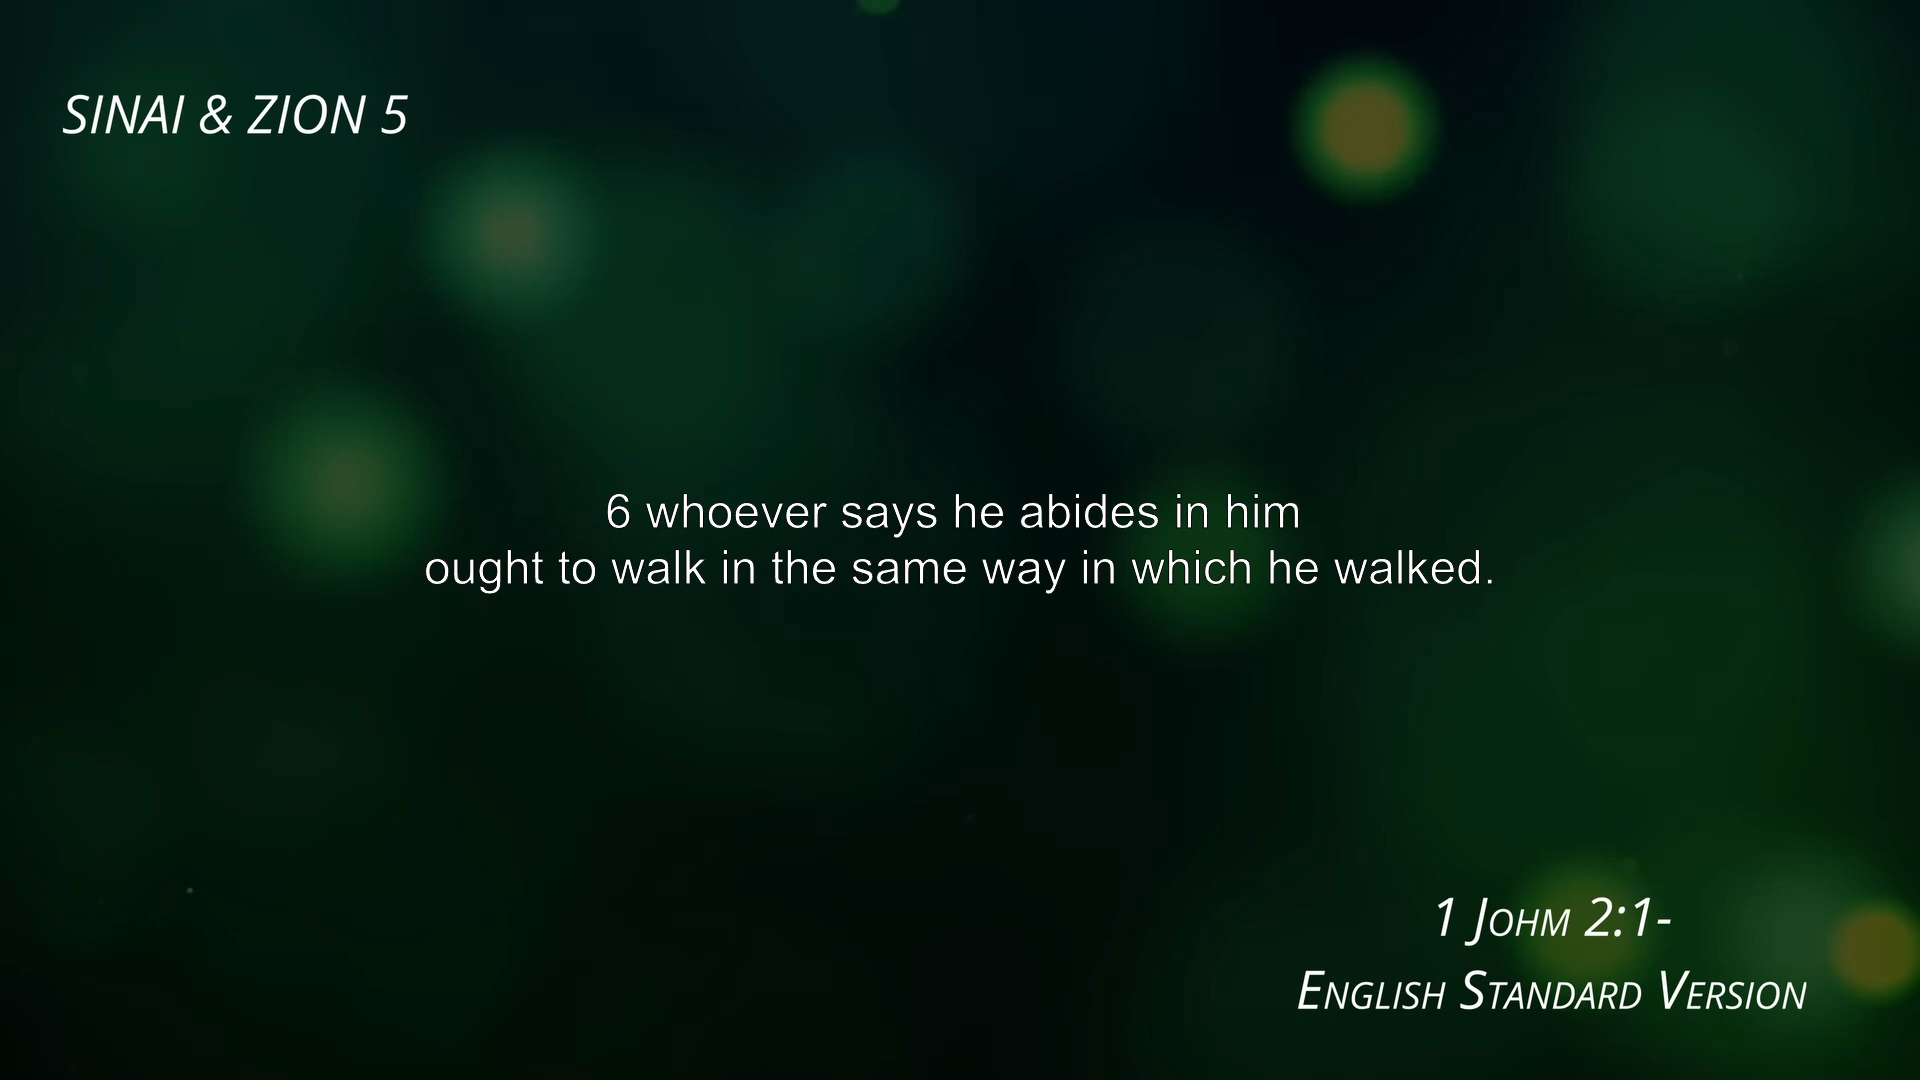 SINAI & ZION 5
6 whoever says he abides in him
ought to walk in the same way in which he walked.
1 Johm 2:1-
English Standard Version